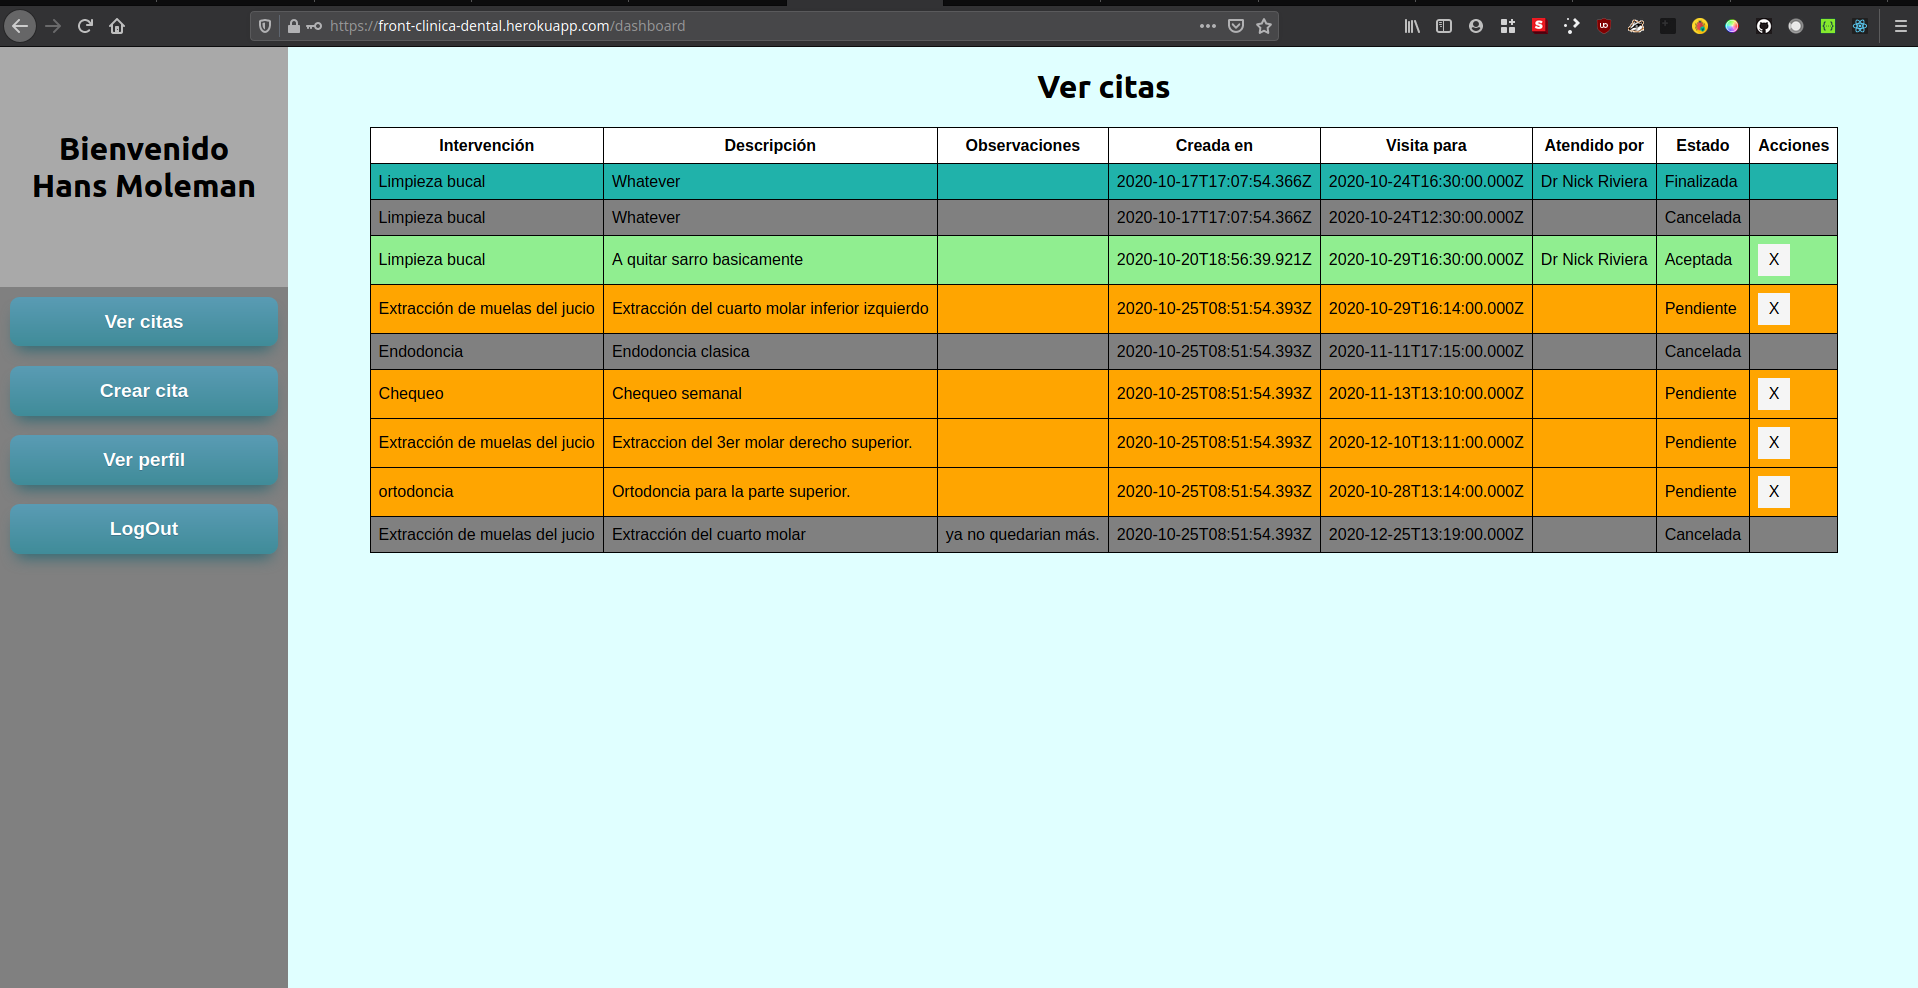 https://front-clinica-dental.herokuapp.com/dashboard
Bienvenido
Hans Moleman
Ver citas
Crear cita
Ver perfil
LogOut
Ver citas
Intervención Descripción Observaciones Creada en Visita para Atendido por Estado Acciones
Limpieza bucal Whatever 2020-10-17T17:07:54.366Z 2020-10-24T16:30:00.000Z Dr Nick Riviera Finalizada
Limpieza bucal Whatever 2020-10-17T17:07:54.366Z 2020-10-24T12:30:00.000Z Cancelada
Limpieza bucal A quitar sarro basicamente 2020-10-20T18:56:39.921Z 2020-10-29T16:30:00.000Z Dr Nick Riviera Aceptada X
Extracción de muelas del jucio Extracción del cuarto molar inferior izquierdo 2020-10-25T08:51:54.393Z 2020-10-29T16:14:00.000Z Pendiente X
Endodoncia Endodoncia clasica 2020-10-25T08:51:54.393Z 2020-11-11T17:15:00.000Z Cancelada
Chequeo Chequeo semanal 2020-10-25T08:51:54.393Z 2020-11-13T13:10:00.000Z Pendiente X
Extracción de muelas del jucio Extraccion del 3er molar derecho superior. 2020-10-25T08:51:54.393Z 2020-12-10T13:11:00.000Z Pendiente X
ortodoncia Ortodoncia para la parte superior. 2020-10-25T08:51:54.393Z 2020-10-28T13:14:00.000Z Pendiente X
Extracción de muelas del jucio Extracción del cuarto molar ya no quedarian más. 2020-10-25T08:51:54.393Z 2020-12-25T13:19:00.000Z Cancelada